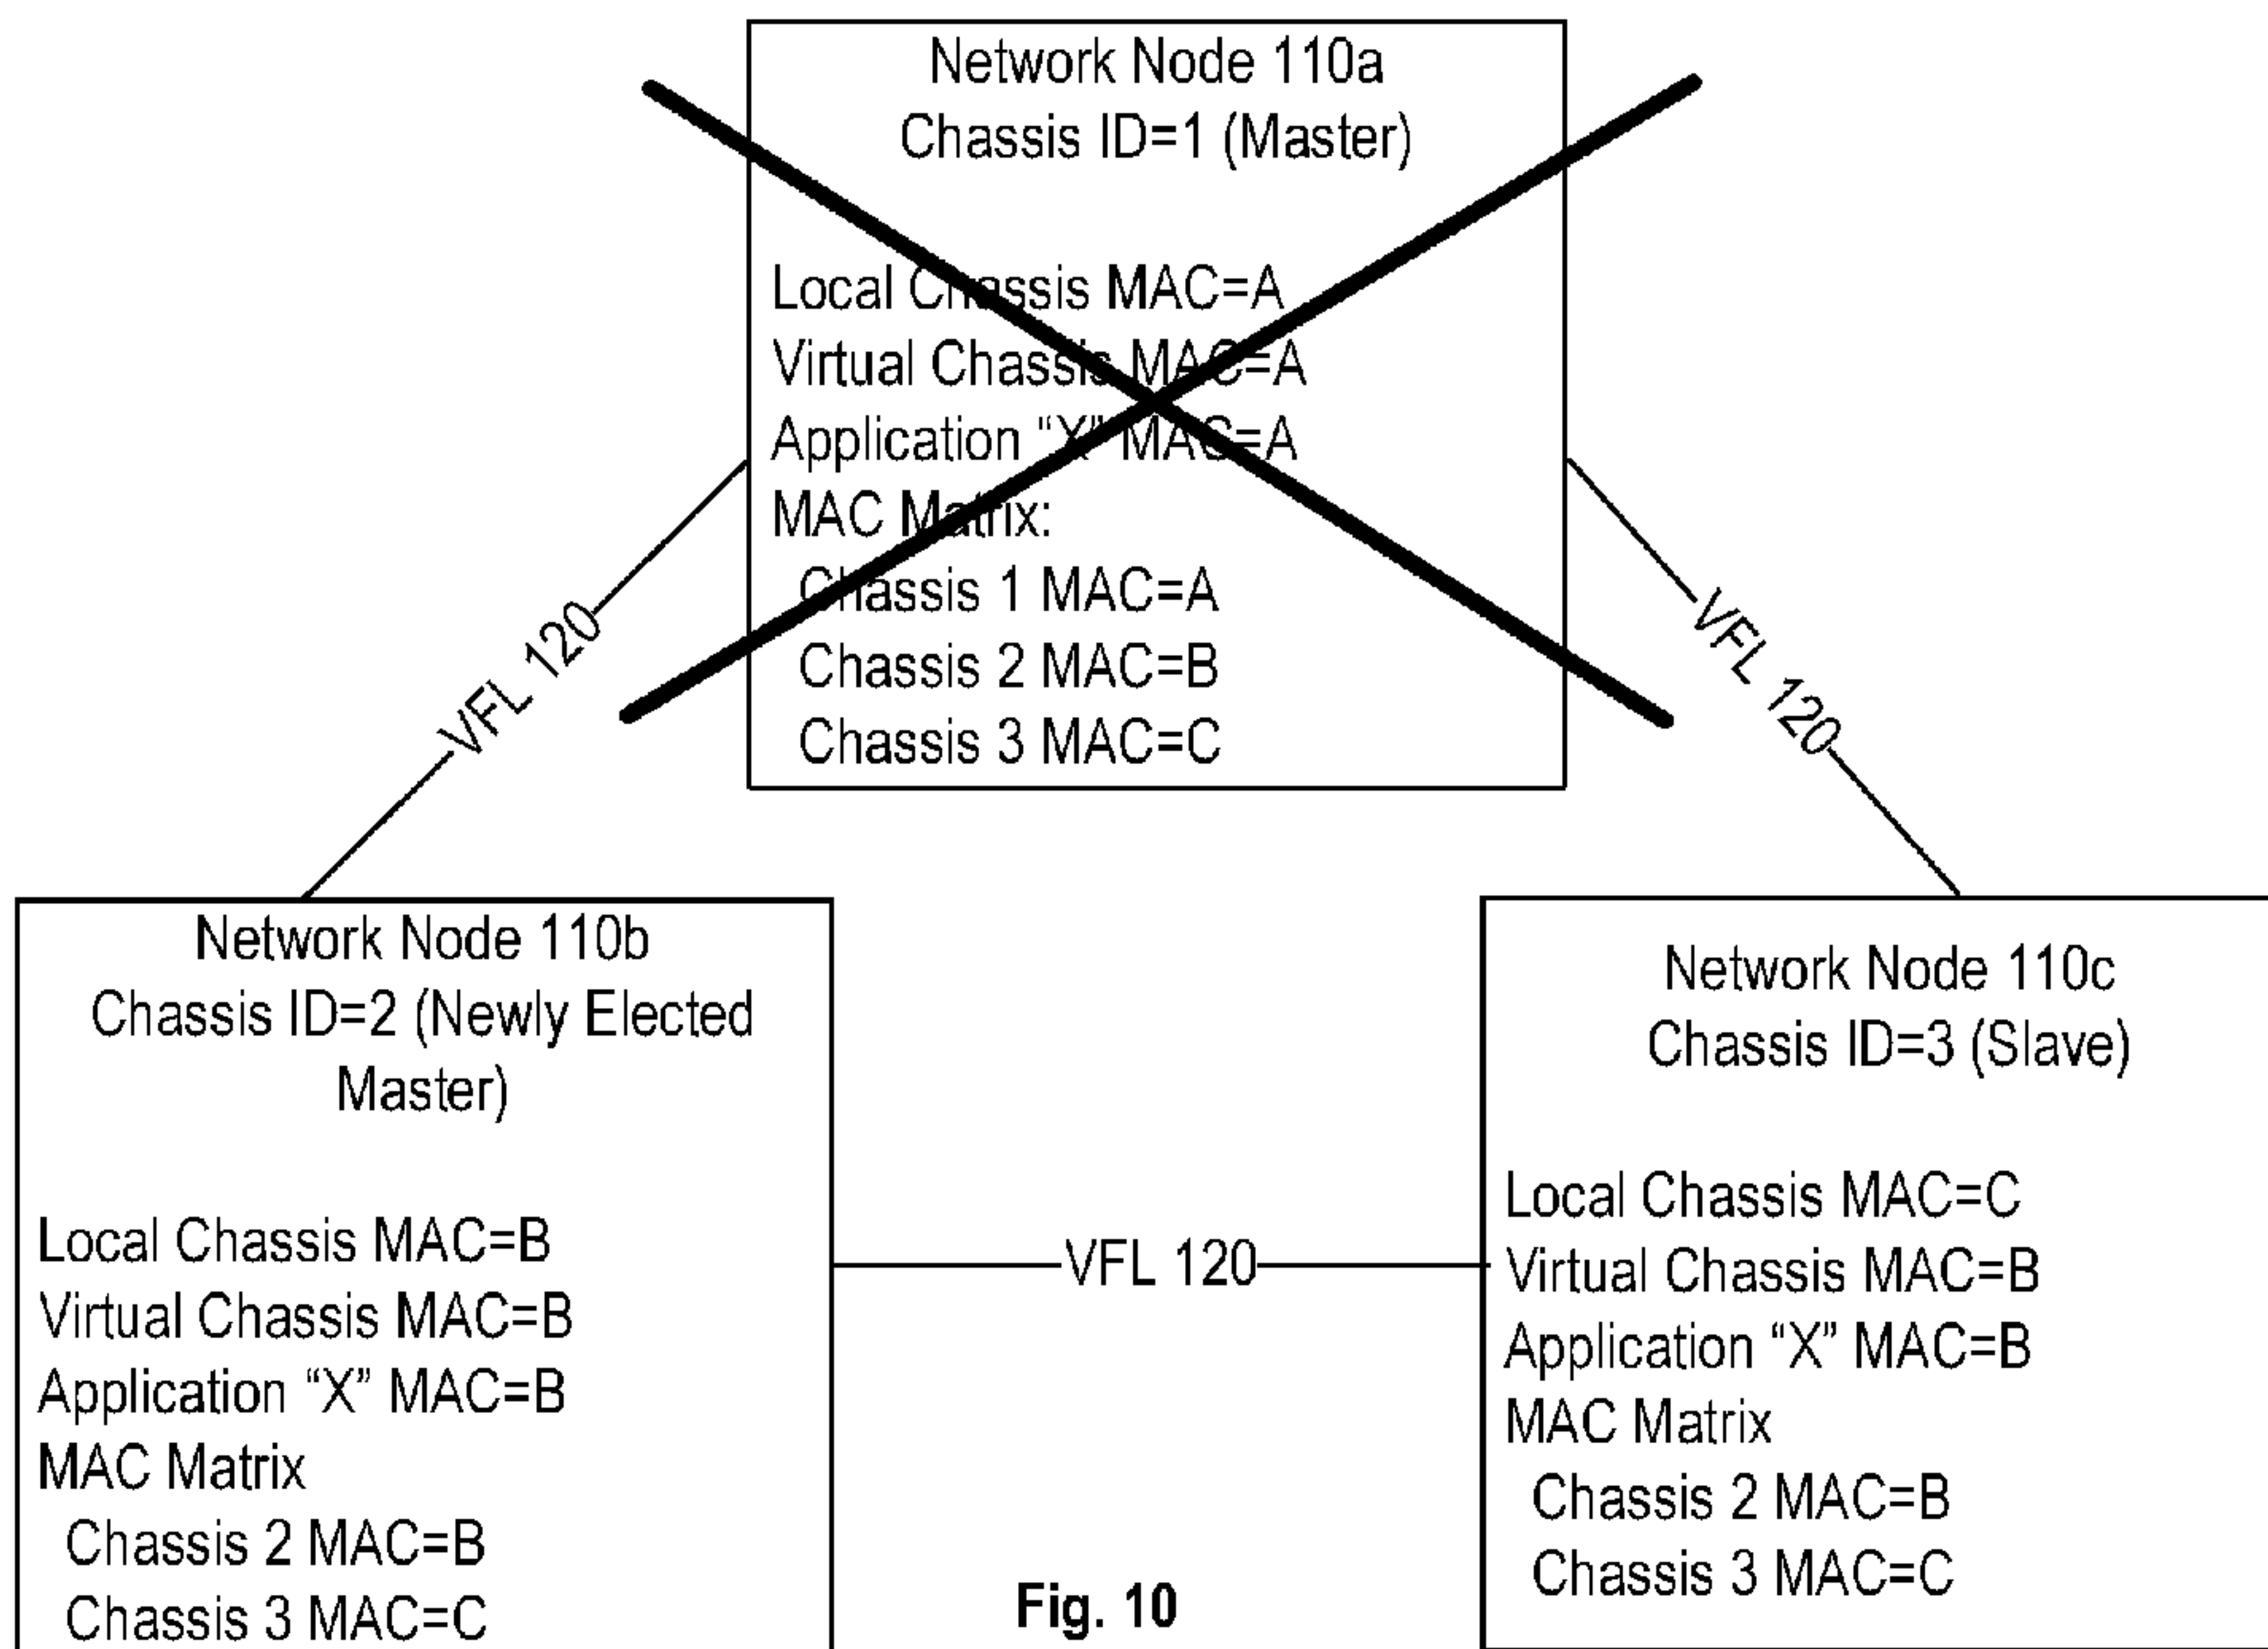 Network Node 110a
Chassis ID=1 (Master)
Local Chassis MAC=A
Virtual Chassis MAC=A
Application “X” MAC=A
MAC Matrix:
Chassis 1 MAC=A
Chassis 2 MAC=B
Chassis 3 MAC=C
VFL 120
VFL 120
Network Node 110b
Chassis ID=2 (Newly Elected
Master)
Local Chassis MAC=B
Virtual Chassis MAC=B
Application “X” MAC=B
MAC Matrix
Chassis 2 MAC=B
Chassis 3 MAC=C
VFL 120
Network Node 110c
Chassis ID=3 (Slave)
Local Chassis MAC=C
Virtual Chassis MAC=B
Application “X” MAC=B
MAC Matrix
Chassis 2 MAC=B
Chassis 3 MAC=C
Fig. 10